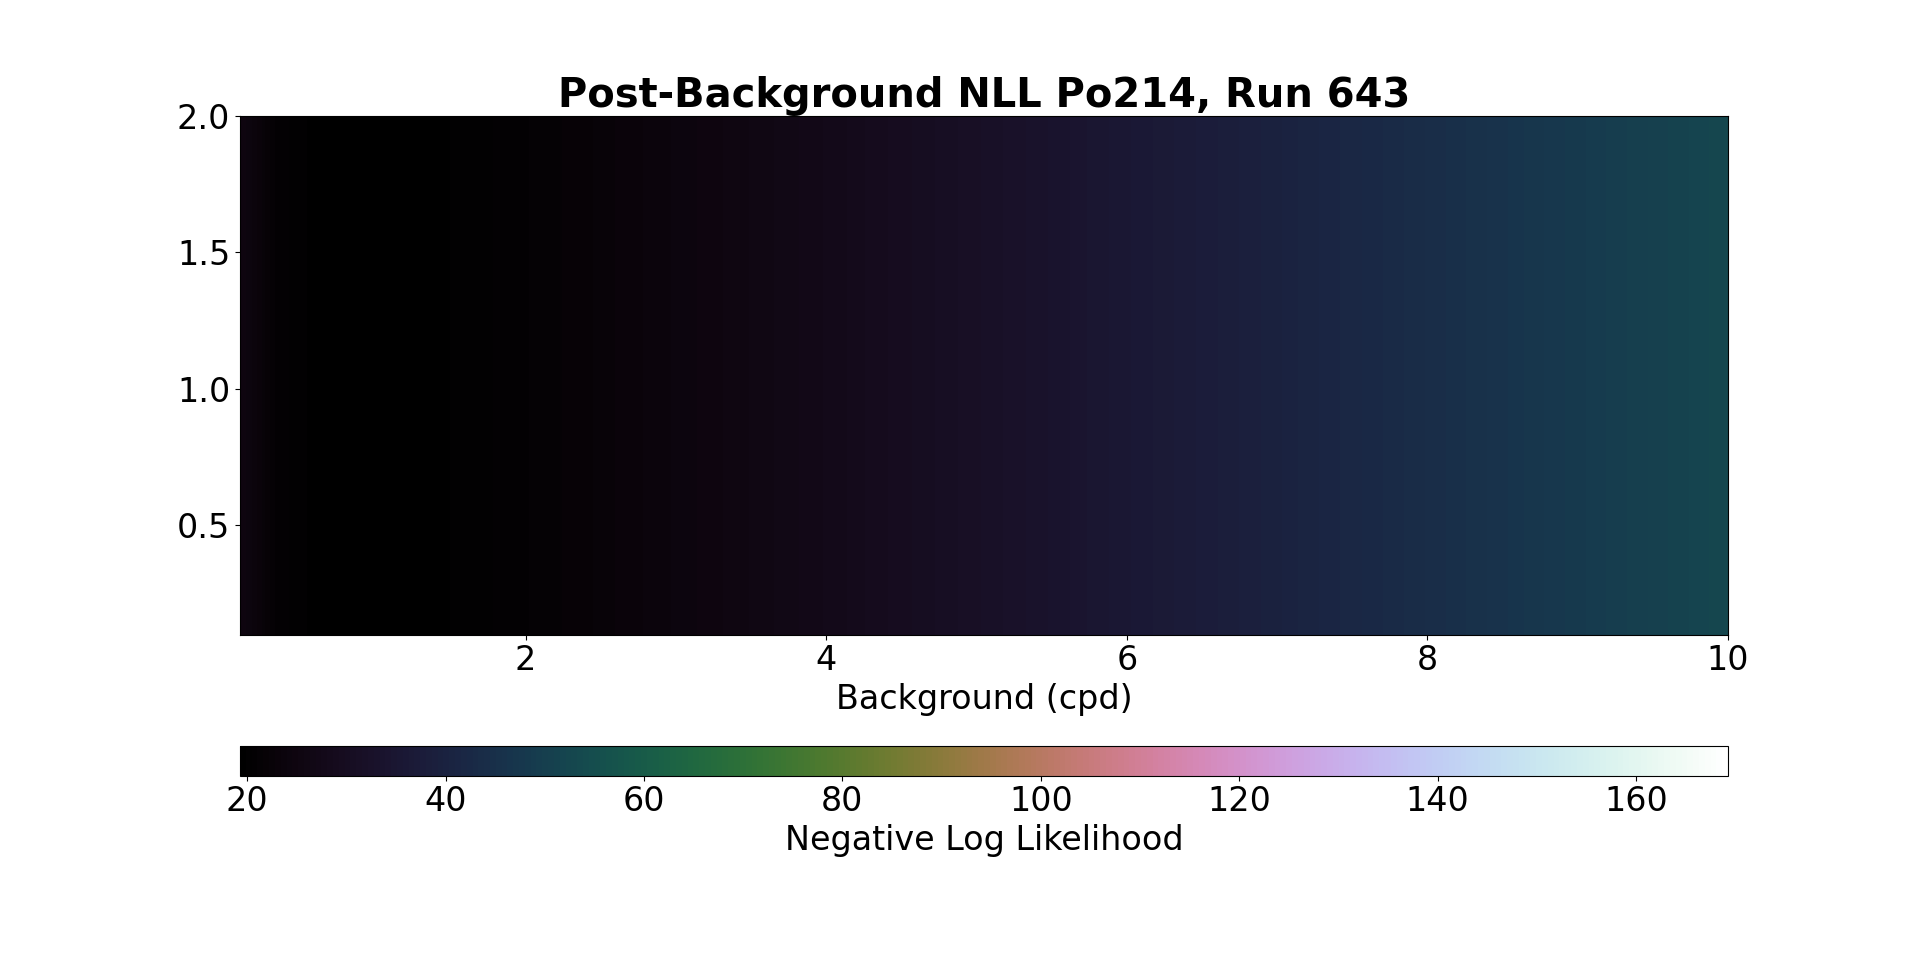 Post-Background NLL Po214, Run 643
2.0
1.5
1.0
0.5
2 4 6 8 10
Background (cpd)
20 40 60 80 100 120 140 160
Negative Log Likelihood